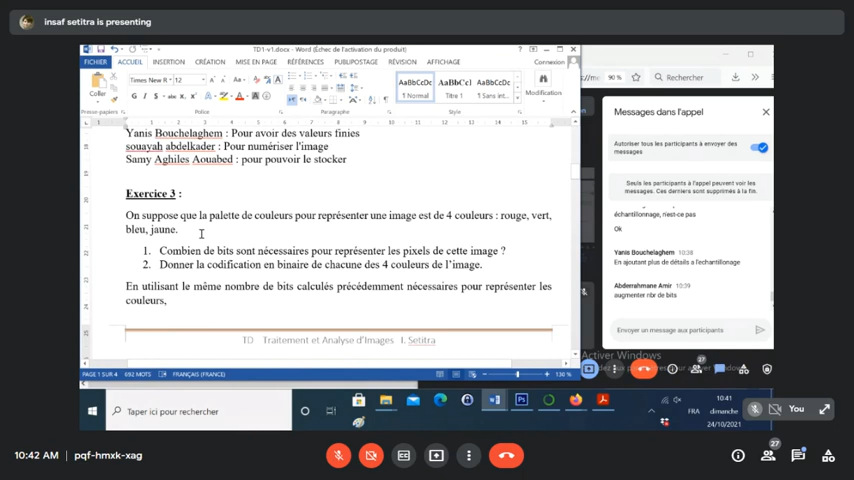 insaf setitra is presenting
TD1-v1.docx - Word (Échec de l'activation du produit)
FICHIER ACCUEIL INSERTION CRÉATION MISE EN PAGE RÉFÉRENCES PUBLIPOSTAGE RÉVISION AFFICHAGE
Times New R 12
Coller
AaBbCcDc AaBbCc AaBbCcDc
¶ Normal Titre 1 ¶ Sans int...
Modification
Presse-papiers Police Paragraphe Style
Yanis Bouchelaghem : Pour avoir des valeurs finies
souayah abdelkader : Pour numériser l'image
Samy Aghiles Aouabed : pour pouvoir le stocker
Exercice 3 :
On suppose que la palette de couleurs pour représenter une image est de 4 couleurs : rouge, vert,
bleu, jaune.
1. Combien de bits sont nécessaires pour représenter les pixels de cette image ?
2. Donner la codification en binaire de chacune des 4 couleurs de l'image.
En utilisant le même nombre de bits calculés précédemment nécessaires pour représenter les
couleurs,
TD Traitement et Analyse d'Images I. Setitra
PAGE 1 SUR 4 892 MOTS FRANÇAIS (FRANCE) 136 %
90 % Rechercher
Messages dans l'appel
Autoriser tous les participants à envoyer des
messages
Seuls les participants à l'appel peuvent voir les
messages. Ces derniers sont supprimés à la fin.
échantillonnage, n'est-ce pas
Ok
Yanis Bouchelaghem 10:38
En ajoutant plus de détails a l'echantillonage
Abderrahmane Amir 10:39
augmenter nbr de bits
Envoyer un message aux participants
Activer Windows
27
Taper ici pour rechercher
FRA
10:41
dimanche
24/10/2021
You
10:42 AM pqf-hmxk-xag
27